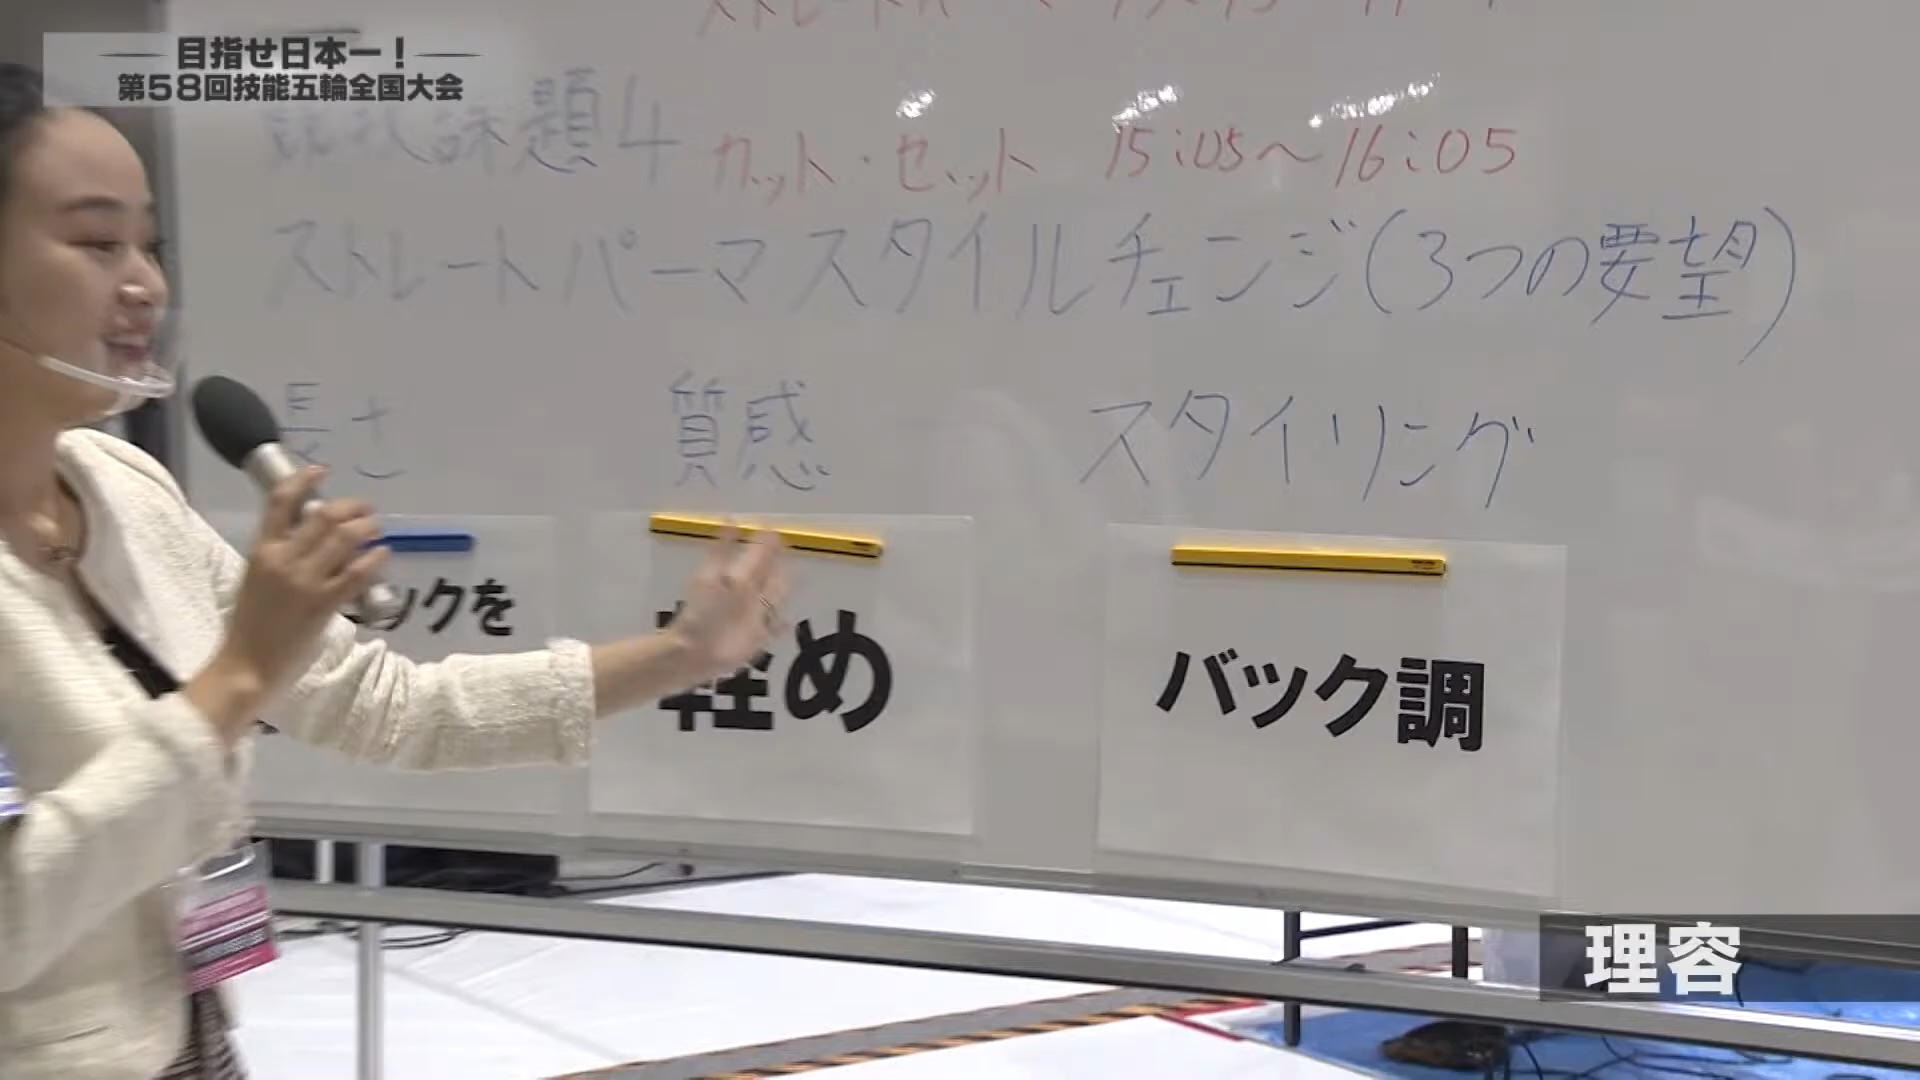 目指せ日本一！
第58回技能五輪全国大会
競技課題4 カット・セット 15:05～16:05
ストレートパーマスタイルチェンジ(3つの要望)
長さ 質感 スタイリング
ックを
軽め
バック調
理容